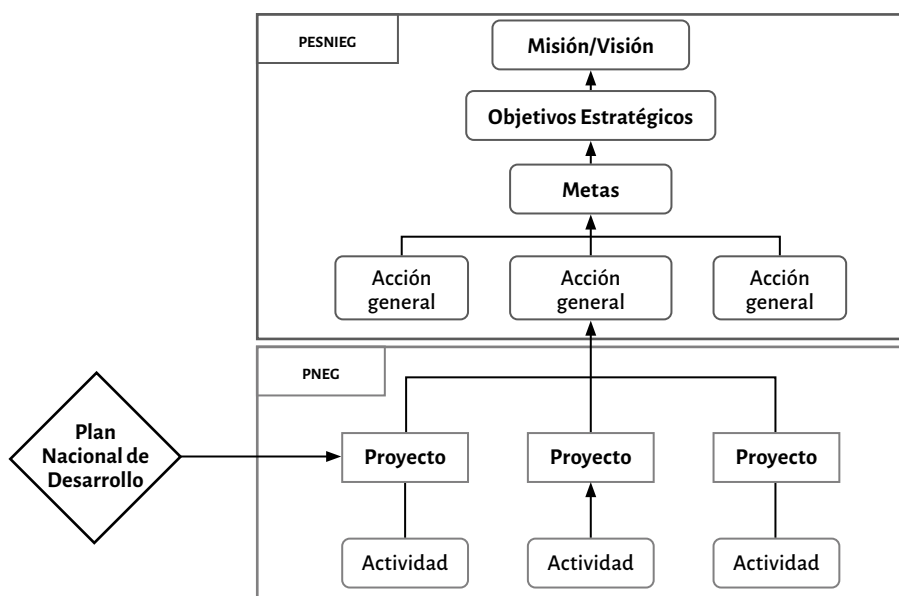 PESNIEG
Misión/Visión
Objetivos Estratégicos
Metas
Acción
general
Acción
general
Acción
general
PNEG
Plan
Nacional de
Desarrollo
Proyecto
Proyecto
Proyecto
Actividad
Actividad
Actividad